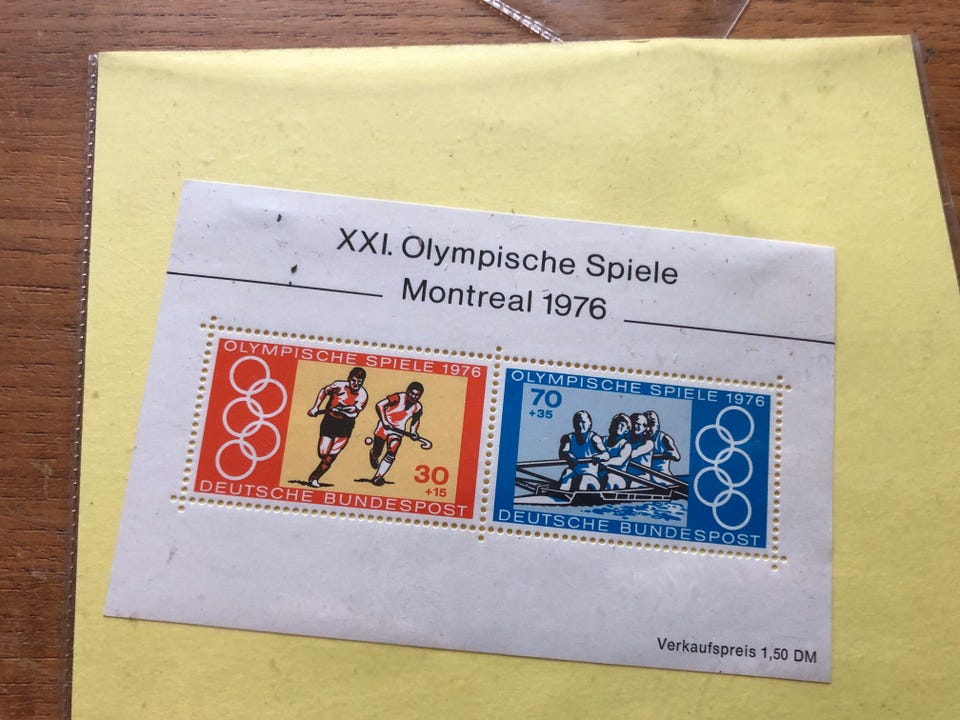 XXI. Olympische Spiele
Montreal 1976
OLYMPISCHE SPIELE 1976
30
+15
DEUTSCHE BUNDESPOST
OLYMPISCHE SPIELE 1976
70
+35
DEUTSCHE BUNDESPOST
Verkaufspreis 1,50 DM